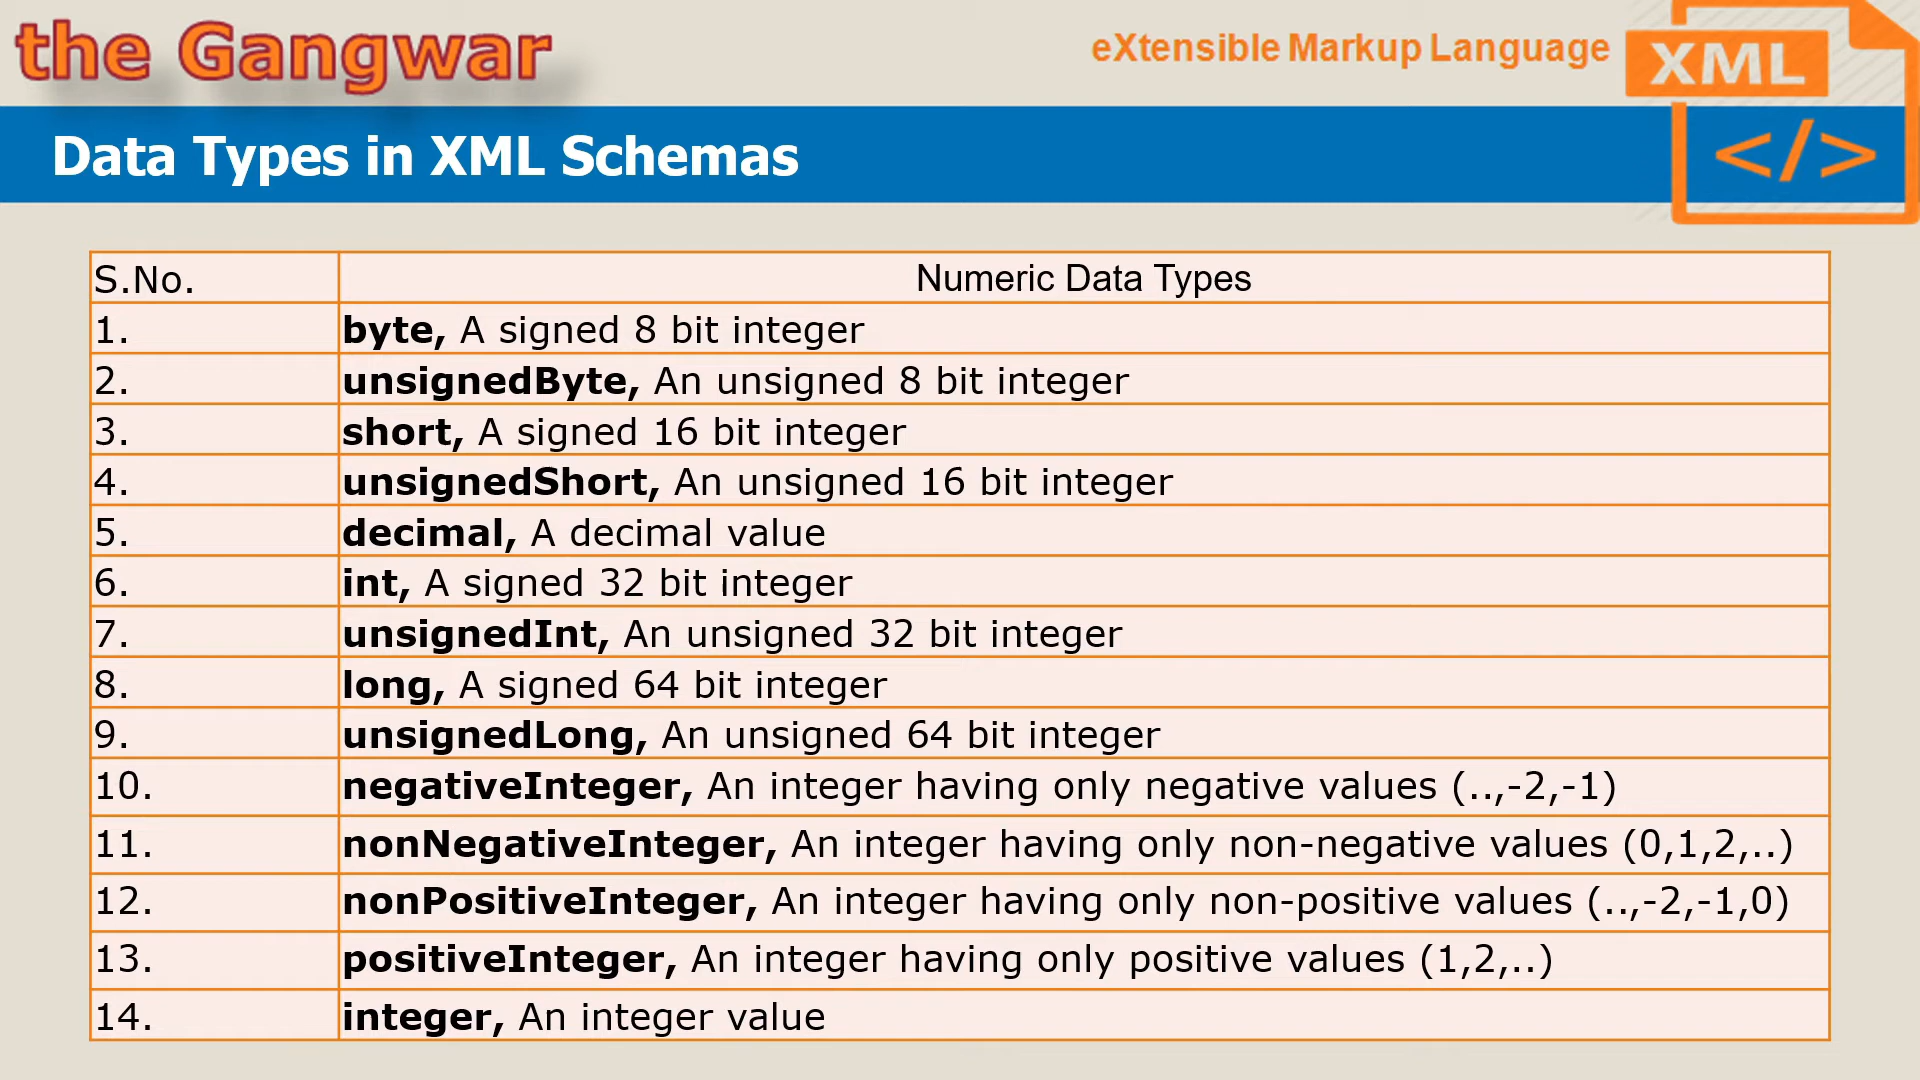 the Gangwar
eXtensible Markup Language
XML
</>
Data Types in XML Schemas
S.No. Numeric Data Types
1. byte, A signed 8 bit integer
2. unsignedByte, An unsigned 8 bit integer
3. short, A signed 16 bit integer
4. unsignedShort, An unsigned 16 bit integer
5. decimal, A decimal value
6. int, A signed 32 bit integer
7. unsignedInt, An unsigned 32 bit integer
8. long, A signed 64 bit integer
9. unsignedLong, An unsigned 64 bit integer
10. negativeInteger, An integer having only negative values (..,-2,-1)
11. nonNegativeInteger, An integer having only non-negative values (0,1,2,..)
12. nonPositiveInteger, An integer having only non-positive values (..,-2,-1,0)
13. positiveInteger, An integer having only positive values (1,2,..)
14. integer, An integer value